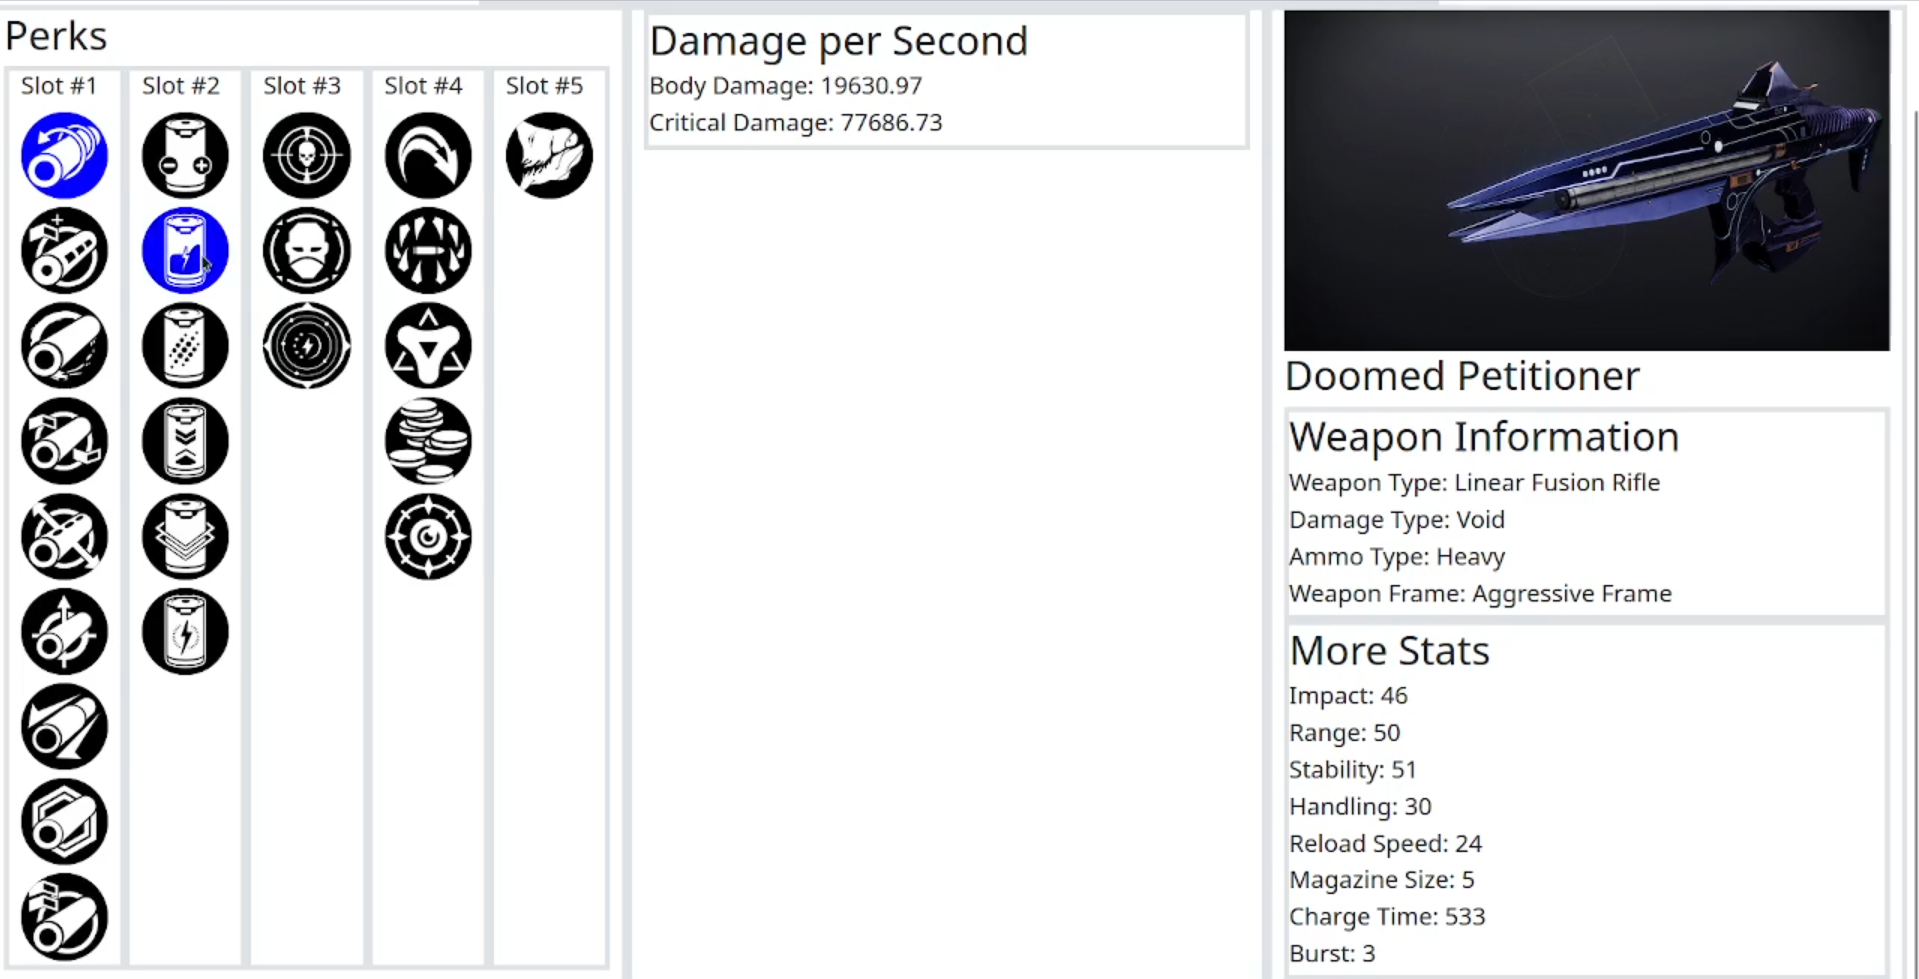 Perks
Slot #1
Slot #2
Slot #3
Slot #4
Slot #5
Damage per Second
Body Damage: 19630.97
Critical Damage: 77686.73
Doomed Petitioner
Weapon Information
Weapon Type: Linear Fusion Rifle
Damage Type: Void
Ammo Type: Heavy
Weapon Frame: Aggressive Frame
More Stats
Impact: 46
Range: 50
Stability: 51
Handling: 30
Reload Speed: 24
Magazine Size: 5
Charge Time: 533
Burst: 3